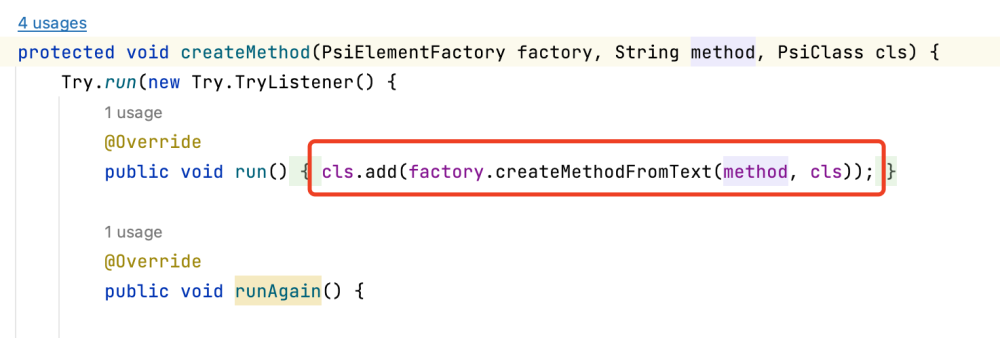 4 usages
protected void createMethod(PsiElementFactory factory, String method, PsiClass cls) {
Try.run(new Try.TryListener() {
1 usage
@Override
public void run() { cls.add(factory.createMethodFromText(method, cls)); }
1 usage
@Override
public void runAgain() {